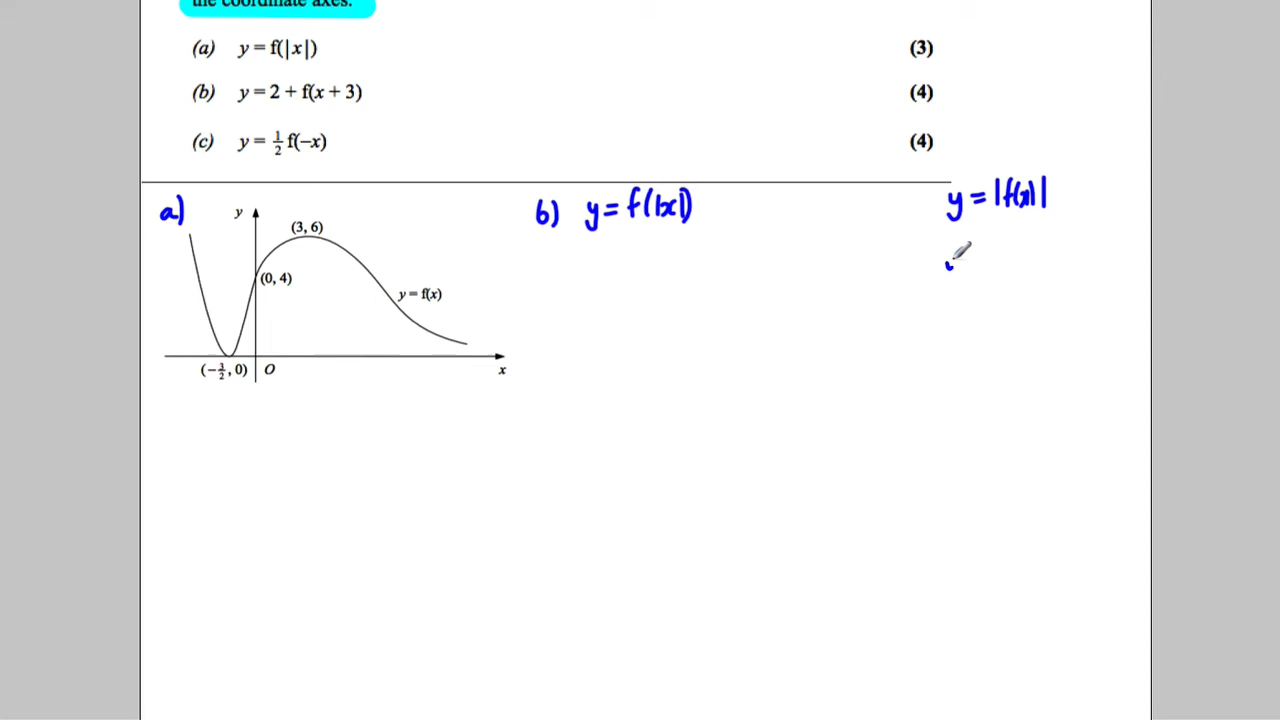 the coordinate axes.
(a) y = f(|x|) (3)
(b) y = 2 + f(x + 3) (4)
(c) y = ½ f(–x) (4)
a)
b) y = f(|x|)
y = |f(x)|
y
(3, 6)
(0, 4)
y = f(x)
(–3/2, 0)
O
x